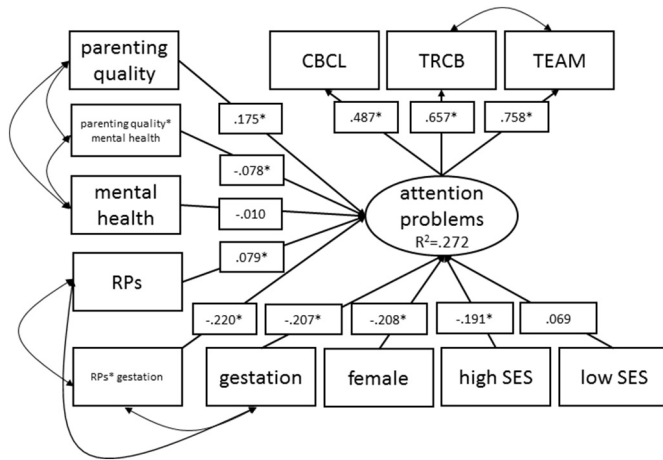 parenting
quality
CBCL
TRCB
TEAM
.175*
.487*
.657*
.758*
parenting quality*
mental health
-.078*
mental
health
-.010
attention
problems
R²=.272
RPs
.079*
-.220*
-.207*
-.208*
-.191*
.069
RPs* gestation
gestation
female
high SES
low SES